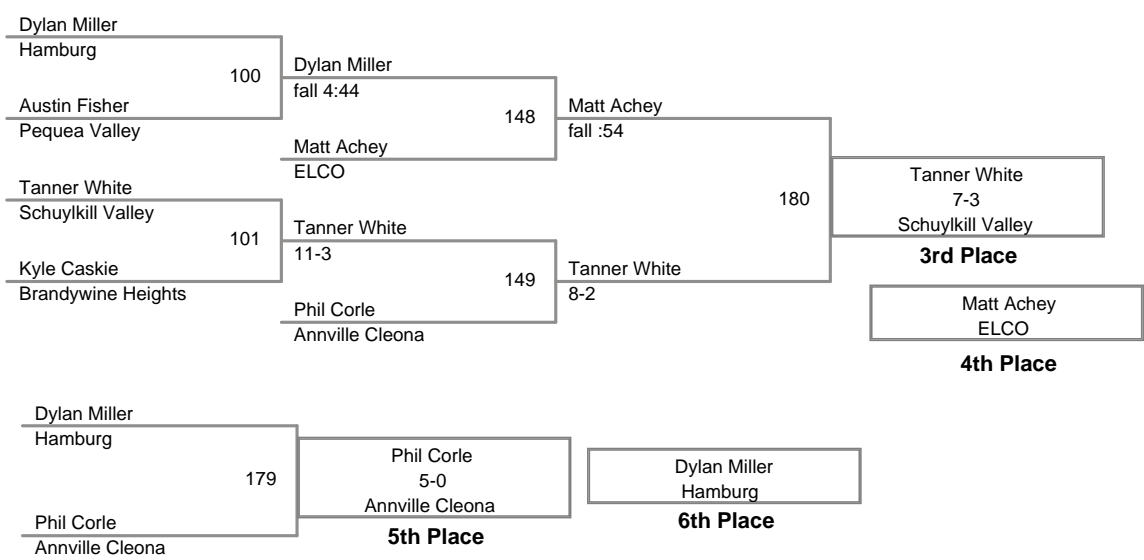 Dylan Miller
Hamburg
100
Austin Fisher
Pequea Valley
Dylan Miller
fall 4:44
148
Matt Achey
ELCO
Matt Achey
fall :54
Tanner White
Schuylkill Valley
101
Kyle Caskie
Brandywine Heights
Tanner White
11-3
149
Phil Corle
Annville Cleona
Tanner White
8-2
180
Tanner White
7-3
Schuylkill Valley
3rd Place
Matt Achey
ELCO
4th Place
Dylan Miller
Hamburg
179
Phil Corle
Annville Cleona
Phil Corle
5-0
Annville Cleona
5th Place
Dylan Miller
Hamburg
6th Place